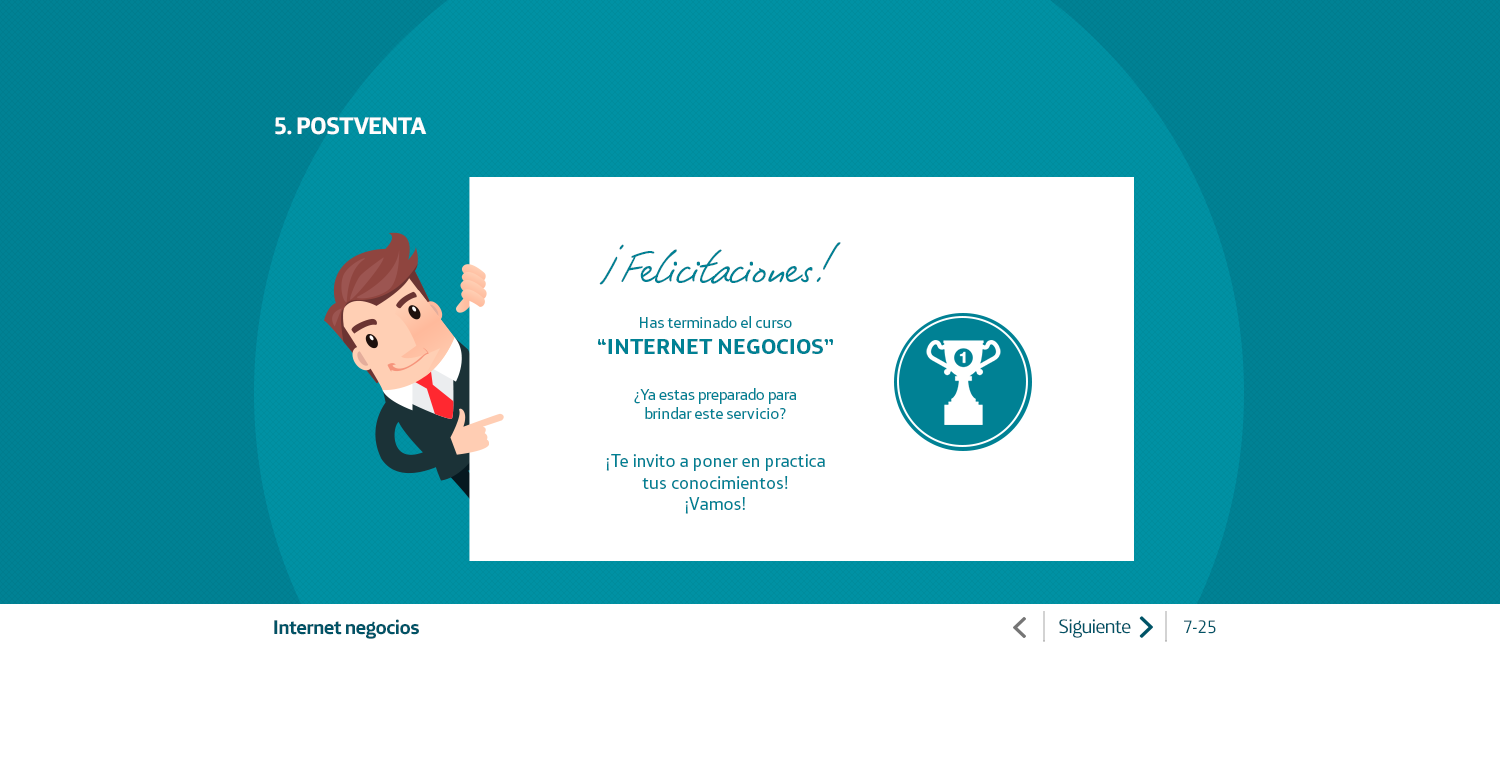 5. POSTVENTA
¡Felicitaciones!
Has terminado el curso
“INTERNET NEGOCIOS”
¿Ya estas preparado para
brindar este servicio?
¡Te invito a poner en practica
tus conocimientos!
¡Vamos!
1
Internet negocios
Siguiente
7-25